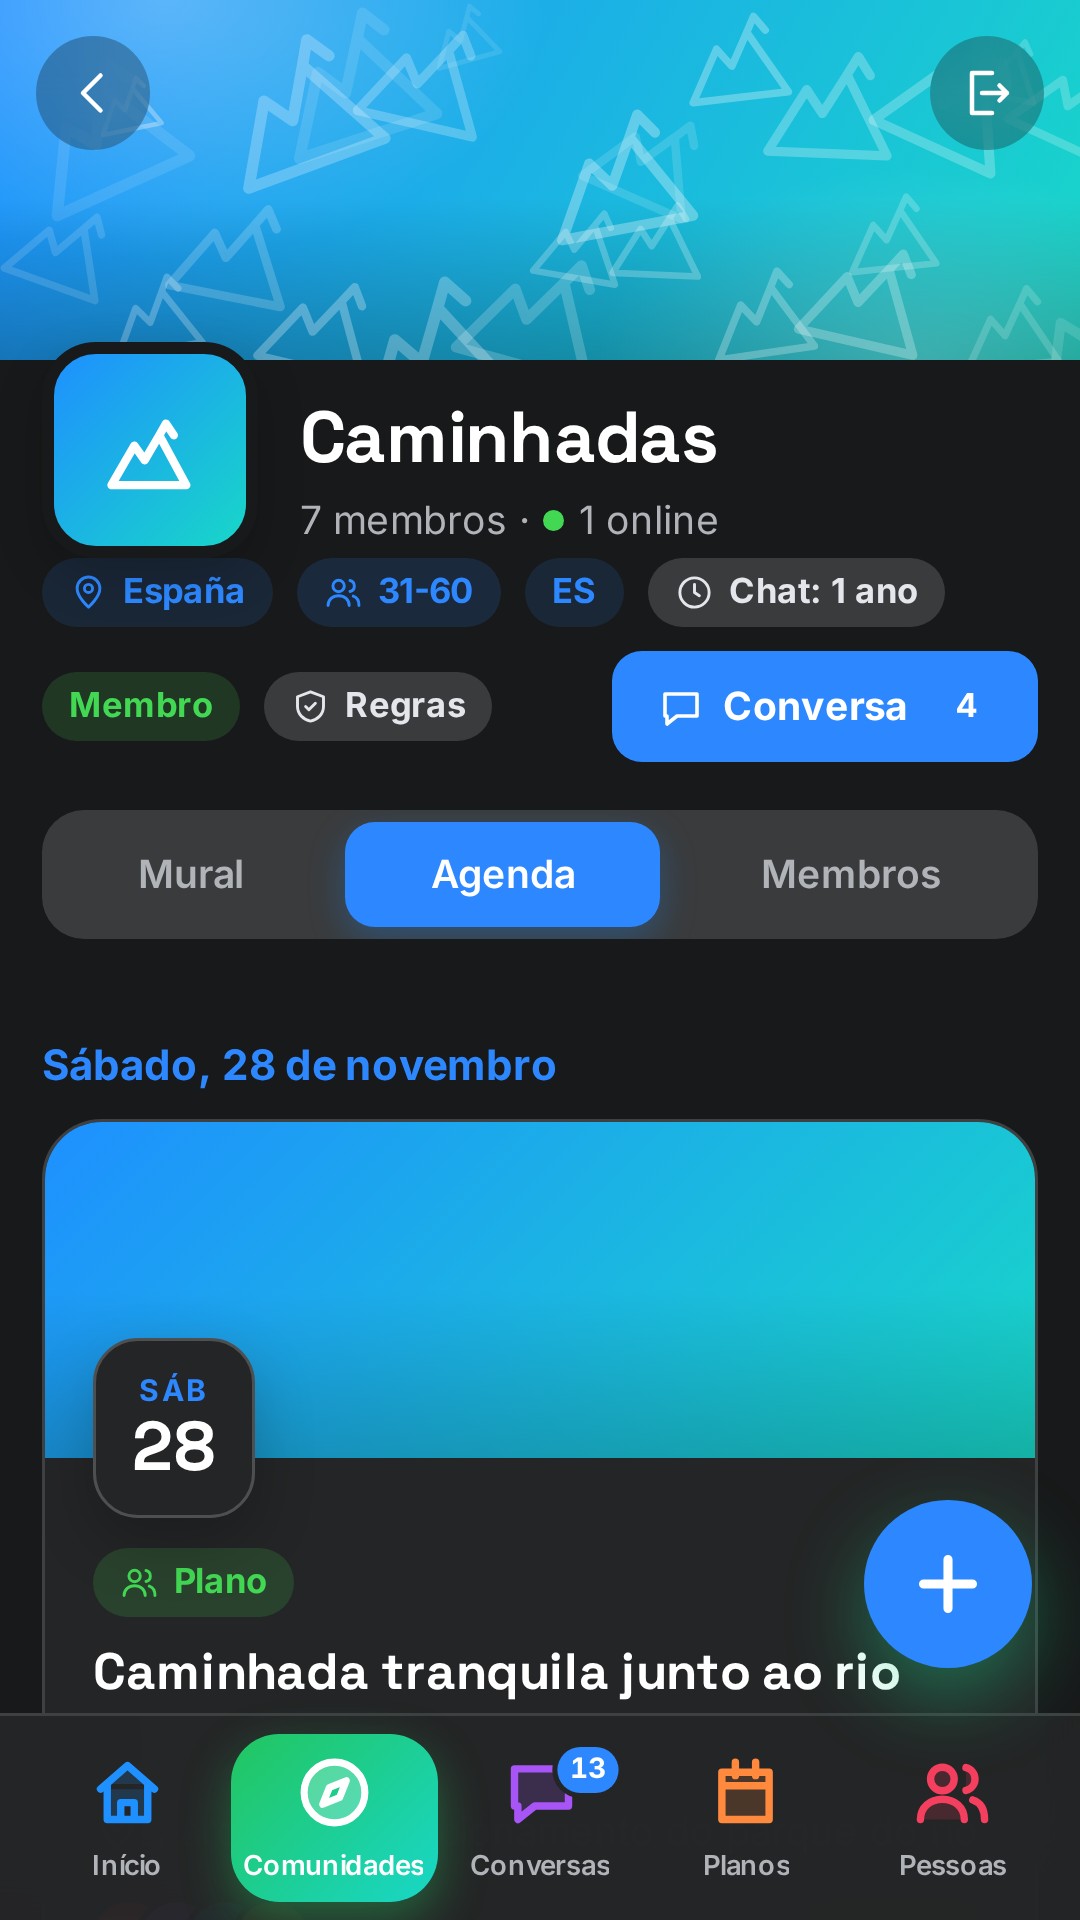 Caminhadas
7 membros · 1 online
España
31-60
ES
Chat: 1 ano
Membro
Regras
Conversa 4
Mural
Agenda
Membros
Sábado, 28 de novembro
SÁB
28
Plano
Caminhada tranquila junto ao rio
13
Início
Comunidades
Conversas
Planos
Pessoas